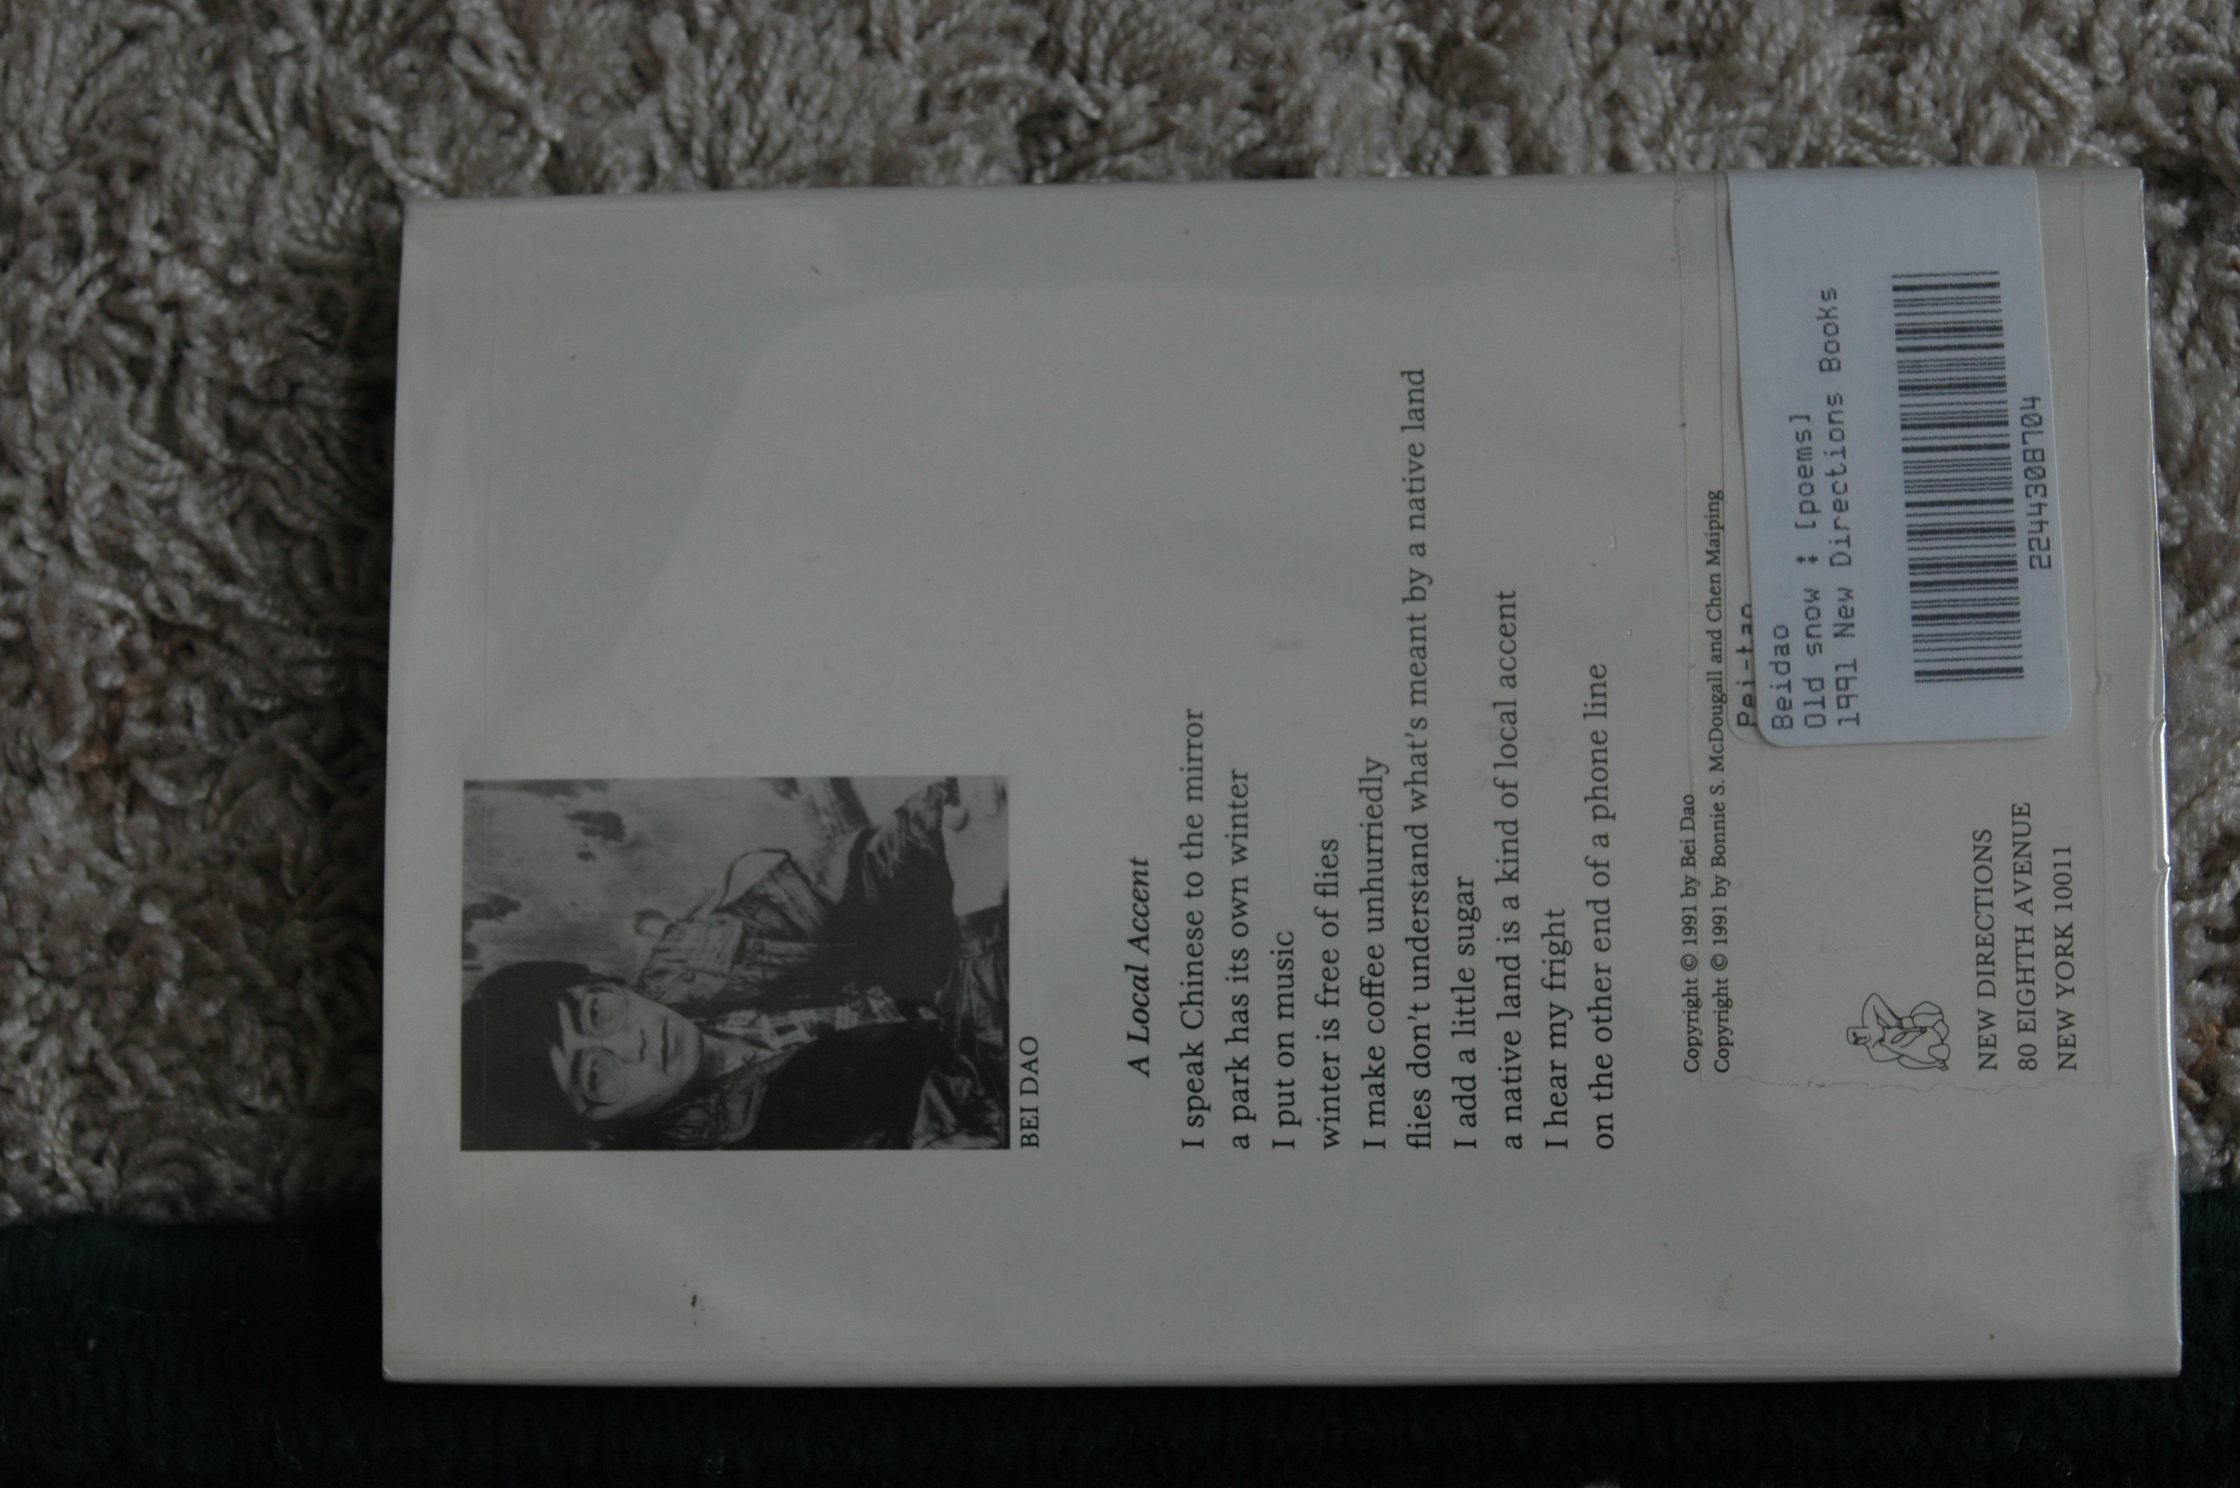 BEI DAO
A Local Accent
I speak Chinese to the mirror
a park has its own winter
I put on music
winter is free of flies
I make coffee unhurriedly
flies don't understand what's meant by a native land
I add a little sugar
a native land is a kind of local accent
I hear my fright
on the other end of a phone line
Copyright © 1991 by Bei Dao
Copyright © 1991 by Bonnie S. McDougall and Chen Maiping
Pei-tao
Beidao
Old snow : [poems]
1991 New Directions Books
2244308704
NEW DIRECTIONS
80 EIGHTH AVENUE
NEW YORK 10011